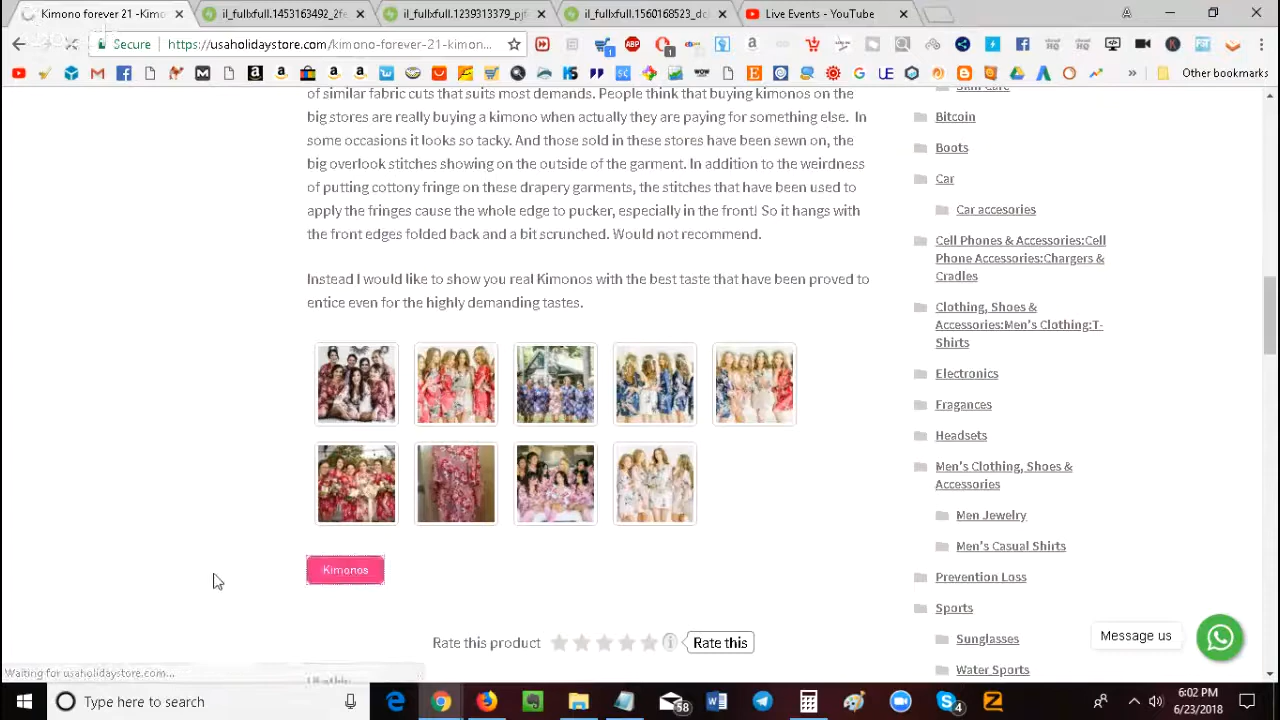 Kimono forever 21 -Kimon
il_fullxfull.1453163492_2fe
il_fullxfull.1239313379_pjf
il_fullxfull.1560168523_d
Live Events - YouTube
Secure
https://usaholidaystore.com/kimono-forever-21-kimon...
Other bookmarks
of similar fabric cuts that suits most demands. People think that buying kimonos on the
big stores are really buying a kimono when actually they are paying for something else. In
some occasions it looks so tacky. And those sold in these stores have been sewn on, the
big overlook stitches showing on the outside of the garment. In addition to the weirdness
of putting cottony fringe on these drapery garments, the stitches that have been used to
apply the fringes cause the whole edge to pucker, especially in the front! So it hangs with
the front edges folded back and a bit scrunched. Would not recommend.
Instead I would like to show you real Kimonos with the best taste that have been proved to
entice even for the highly demanding tastes.
Kimonos
Rate this product
Rate this
Skin Care
Bitcoin
Boots
Car
Car accesories
Cell Phones & Accessories:Cell
Phone Accessories:Chargers &
Cradles
Clothing, Shoes &
Accessories:Men's Clothing:T-
Shirts
Electronics
Fragances
Headsets
Men's Clothing, Shoes &
Accessories
Men Jewelry
Men's Casual Shirts
Prevention Loss
Sports
Sunglasses
Water Sports
Message us
Waiting for usaholidaystore.com...
Type here to search
58
4
6:02 PM
6/23/2018